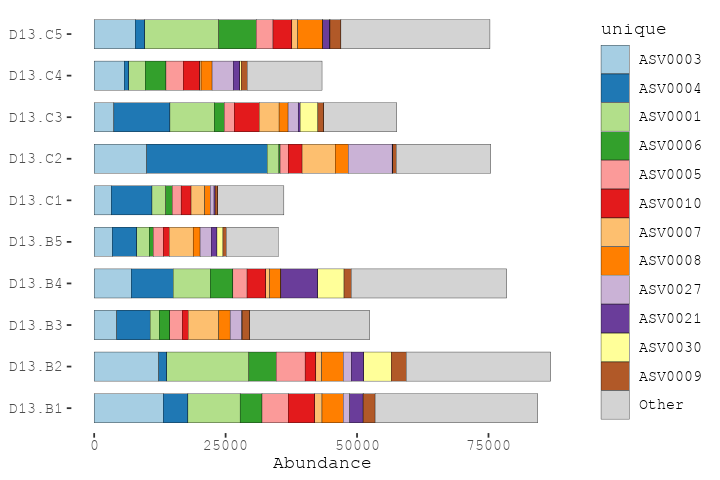 D13.C5
D13.C4
D13.C3
D13.C2
D13.C1
D13.B5
D13.B4
D13.B3
D13.B2
D13.B1
0 25000 50000 75000
Abundance
unique
ASV0003
ASV0004
ASV0001
ASV0006
ASV0005
ASV0010
ASV0007
ASV0008
ASV0027
ASV0021
ASV0030
ASV0009
Other